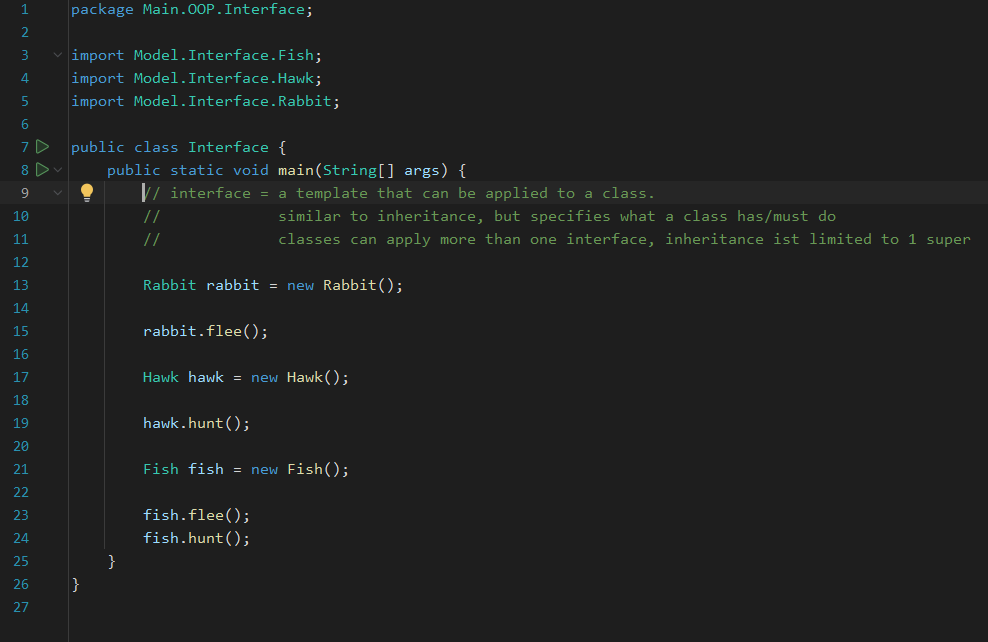 1 package Main.OOP.Interface;
2
3 import Model.Interface.Fish;
4 import Model.Interface.Hawk;
5 import Model.Interface.Rabbit;
6
7 public class Interface {
8     public static void main(String[] args) {
9         // interface = a template that can be applied to a class.
10         //             similar to inheritance, but specifies what a class has/must do
11         //             classes can apply more than one interface, inheritance ist limited to 1 super
12
13         Rabbit rabbit = new Rabbit();
14
15         rabbit.flee();
16
17         Hawk hawk = new Hawk();
18
19         hawk.hunt();
20
21         Fish fish = new Fish();
22
23         fish.flee();
24         fish.hunt();
25     }
26 }
27